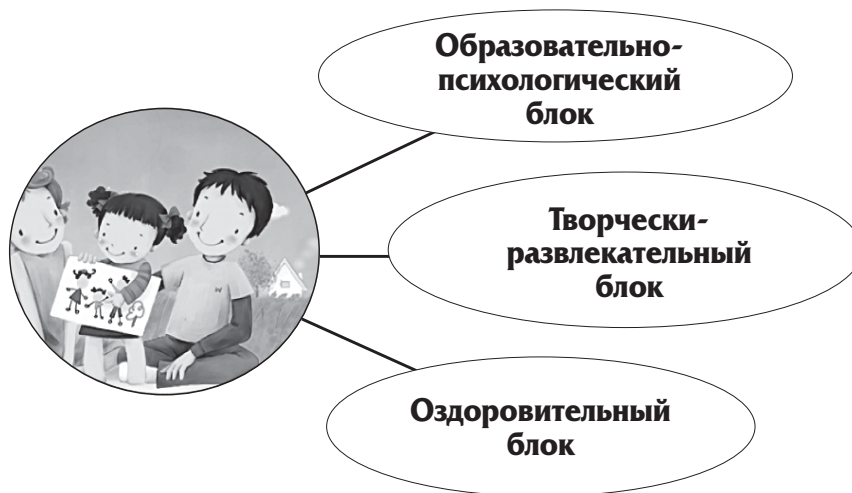 Образовательно-
психологический
блок
Творчески-
развлекательный
блок
Оздоровительный
блок